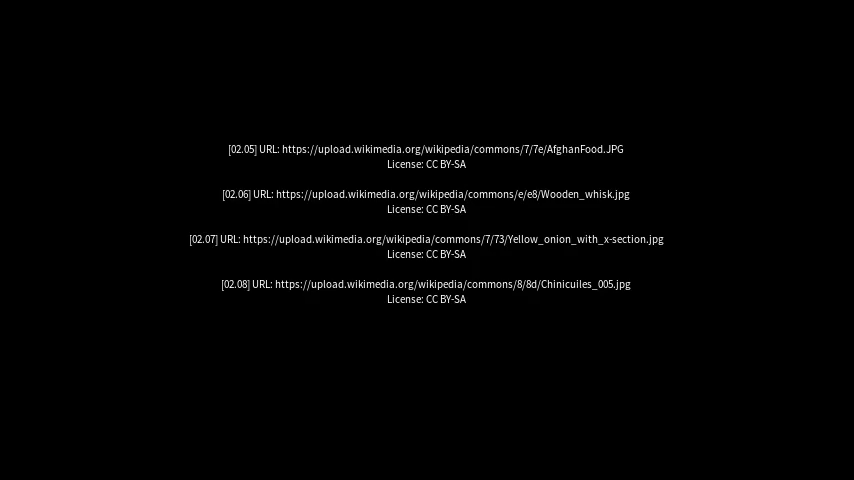 [02.05] URL: https://upload.wikimedia.org/wikipedia/commons/7/7e/AfghanFood.JPG
License: CC BY-SA
[02.06] URL: https://upload.wikimedia.org/wikipedia/commons/e/e8/Wooden_whisk.jpg
License: CC BY-SA
[02.07] URL: https://upload.wikimedia.org/wikipedia/commons/7/73/Yellow_onion_with_x-section.jpg
License: CC BY-SA
[02.08] URL: https://upload.wikimedia.org/wikipedia/commons/8/8d/Chinicuiles_005.jpg
License: CC BY-SA